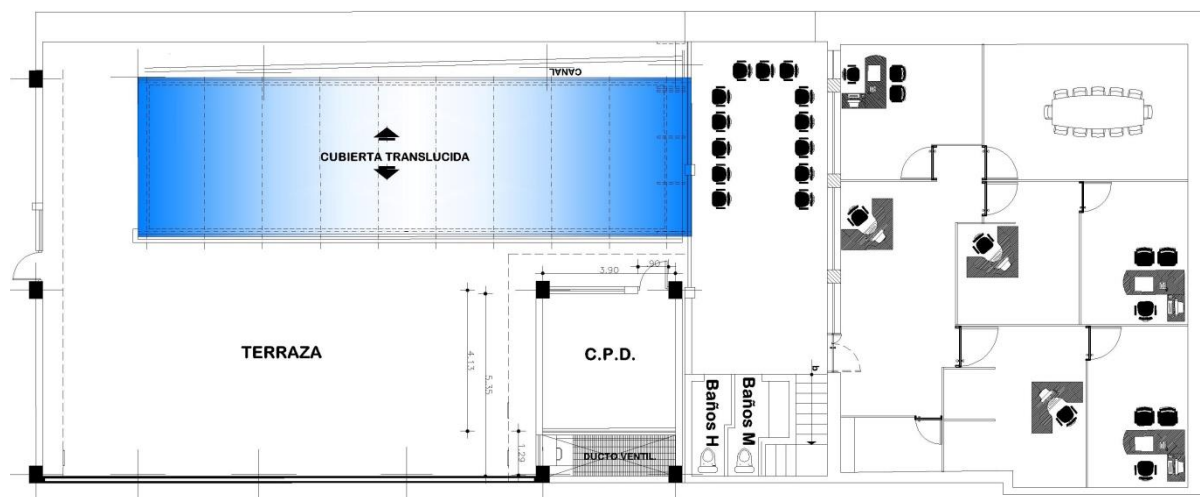 CANAL
CUBIERTA TRANSLUCIDA
.90
3.90
TERRAZA
C.P.D.
4.13
5.35
1.29
DUCTO VENTIL.
Baños H
Baños M
b